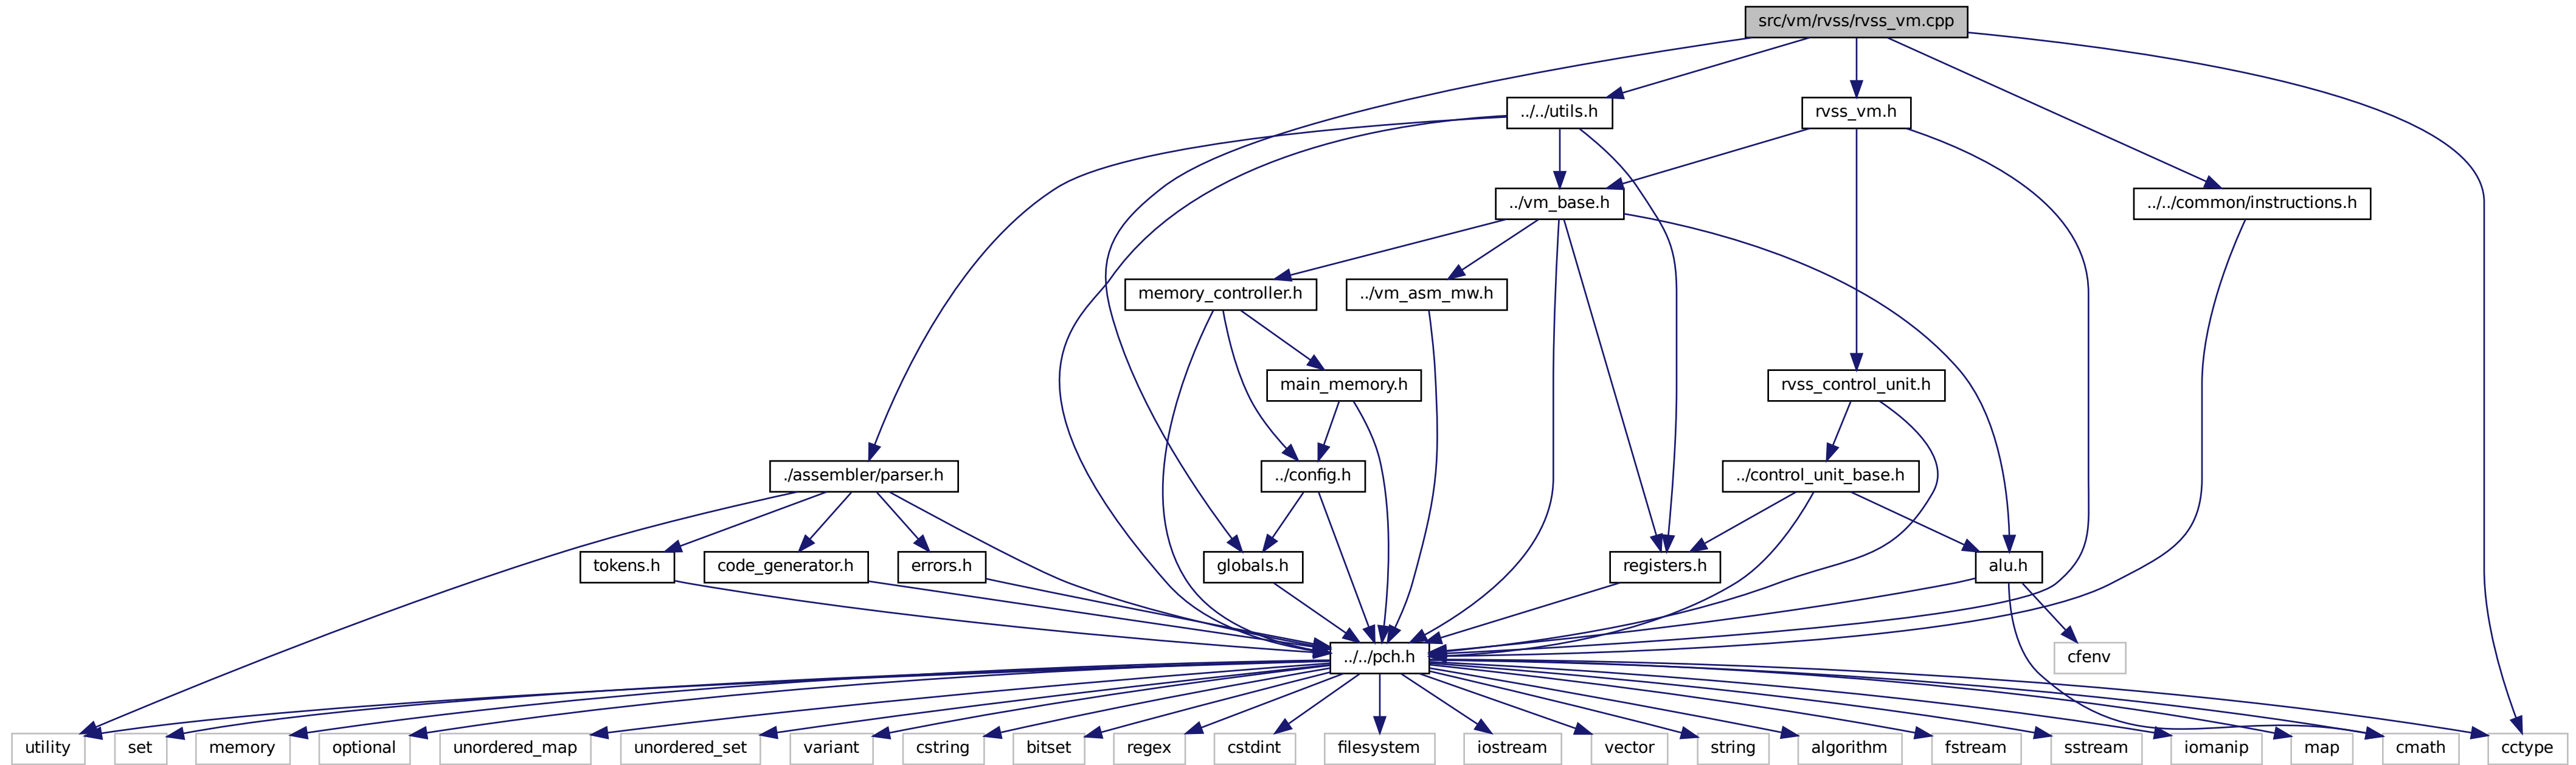 src/vm/rvss/rvss_vm.cpp
../../utils.h
rvss_vm.h
../vm_base.h
../../common/instructions.h
memory_controller.h
../vm_asm_mw.h
main_memory.h
rvss_control_unit.h
./assembler/parser.h
../config.h
../control_unit_base.h
tokens.h
code_generator.h
errors.h
globals.h
registers.h
alu.h
../../pch.h
cfenv
utility
set
memory
optional
unordered_map
unordered_set
variant
cstring
bitset
regex
cstdint
filesystem
iostream
vector
string
algorithm
fstream
sstream
iomanip
map
cmath
cctype